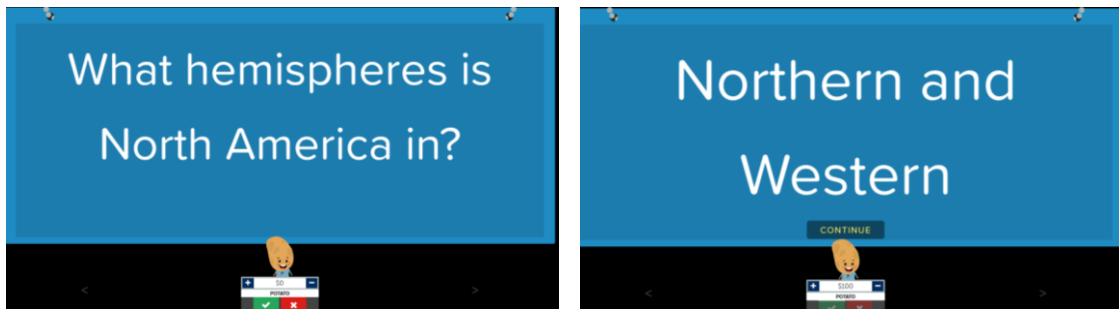 What hemispheres is
North America in?
+ $0 −
POTATO
Northern and
Western
CONTINUE
+ $100 −
POTATO